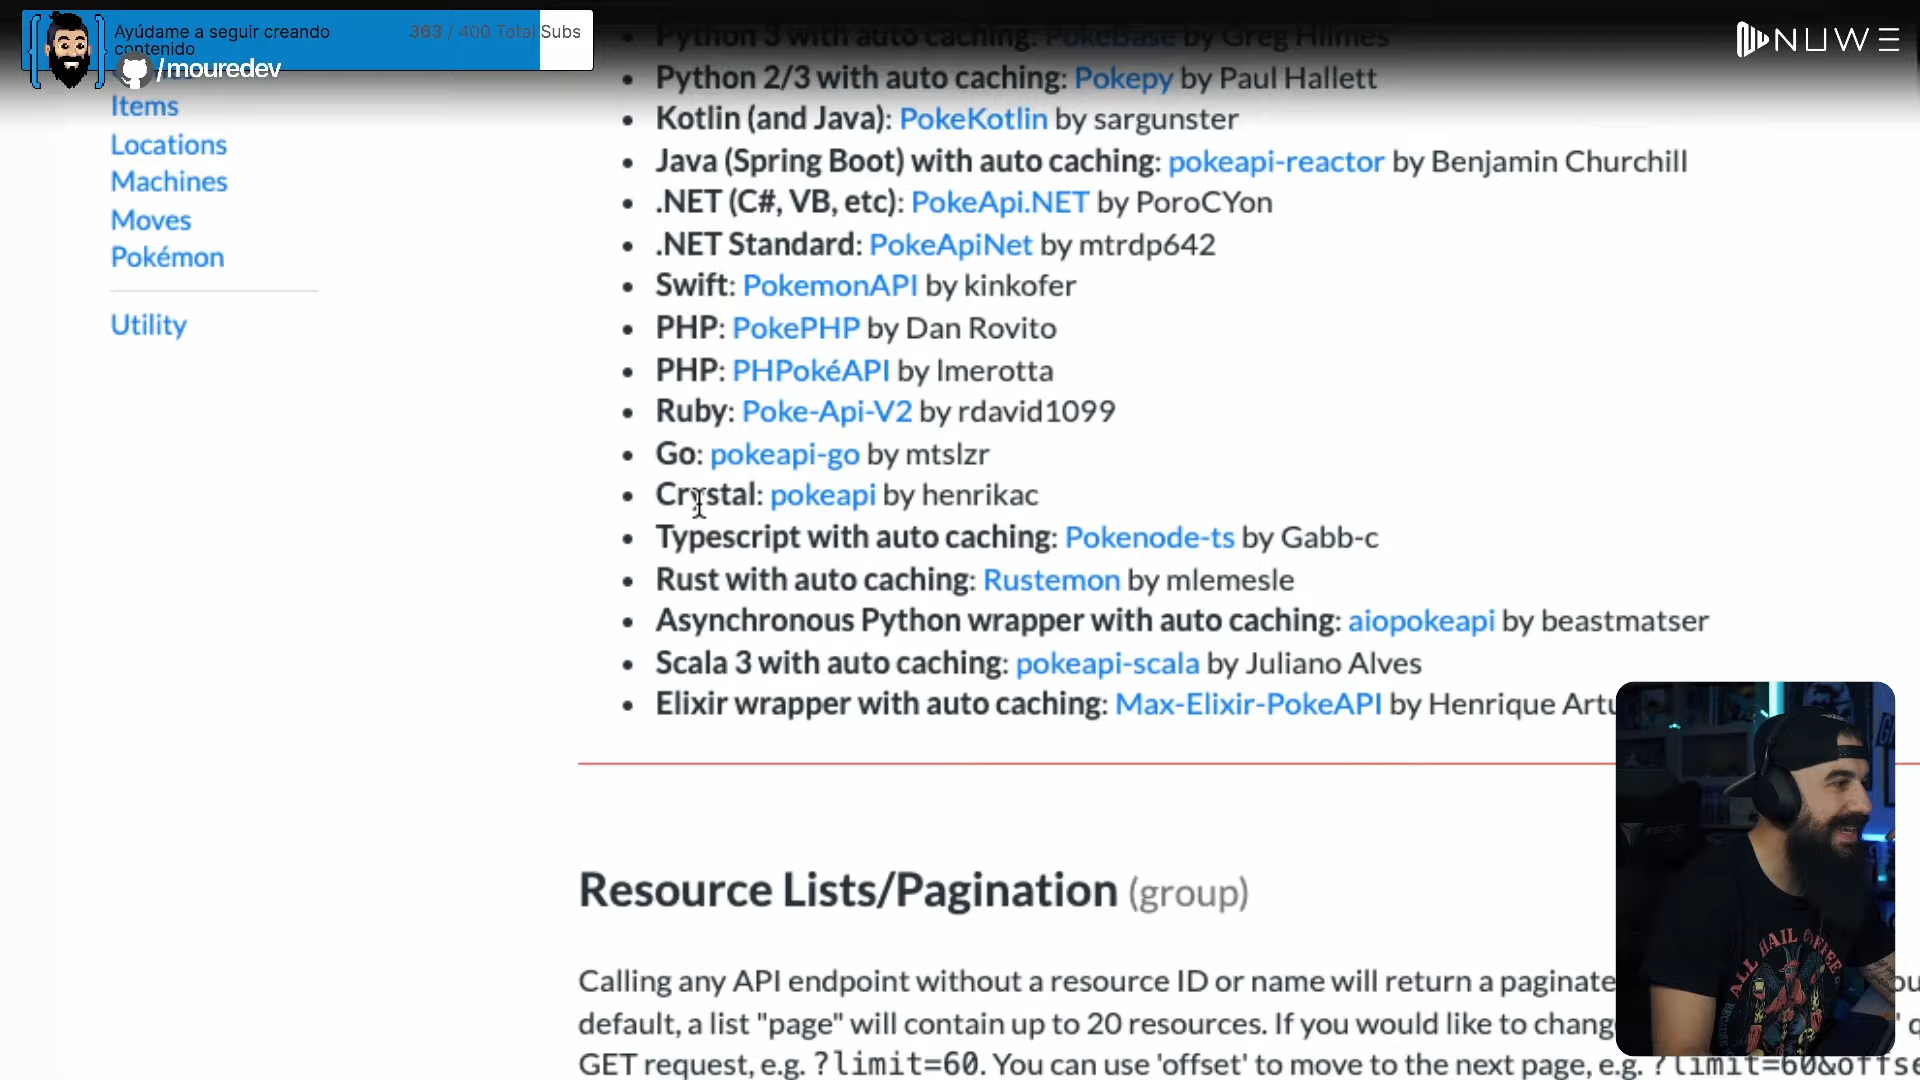 Ayúdame a seguir creando
contenido
363 / 400 Total Subs
/mouredev
NUWE
Items
Locations
Machines
Moves
Pokémon
Utility
Python 3 with auto caching: PokeBase by Greg Hilmes
Python 2/3 with auto caching: Pokepy by Paul Hallett
Kotlin (and Java): PokeKotlin by sargunster
Java (Spring Boot) with auto caching: pokeapi-reactor by Benjamin Churchill
.NET (C#, VB, etc): PokeApi.NET by PoroCYon
.NET Standard: PokeApiNet by mtrdp642
Swift: PokemonAPI by kinkofer
PHP: PokePHP by Dan Rovito
PHP: PHPokéAPI by lmerotta
Ruby: Poke-Api-V2 by rdavid1099
Go: pokeapi-go by mtslzr
Crystal: pokeapi by henrikac
Typescript with auto caching: Pokenode-ts by Gabb-c
Rust with auto caching: Rustemon by mlemesle
Asynchronous Python wrapper with auto caching: aiopokeapi by beastmatser
Scala 3 with auto caching: pokeapi-scala by Juliano Alves
Elixir wrapper with auto caching: Max-Elixir-PokeAPI by Henrique
Resource Lists/Pagination (group)
Calling any API endpoint without a resource ID or name will return a
default, a list "page" will contain up to 20 resources. If you would like to
GET request, e.g. ?limit=60. You can use 'offset' to move to the next page, e.g. ?limit=60&offse
ALL HAIL COFFEE